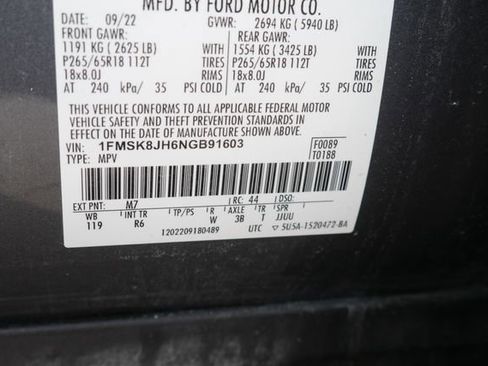 MFD. BY FORD MOTOR CO.
DATE: 09/22 GVWR: 2694 KG (5940 LB)
FRONT GAWR: REAR GAWR:
1191 KG (2625 LB) 1554 KG (3425 LB)
P265/65R18 112T TIRES P265/65R18 112T TIRES
18x8.0J RIMS 18x8.0J RIMS
AT 240 kPa/ 35 PSI COLD AT 240 kPa/ 35 PSI COLD
THIS VEHICLE CONFORMS TO ALL APPLICABLE FEDERAL MOTOR
VEHICLE SAFETY AND THEFT PREVENTION STANDARDS IN
EFFECT ON THE DATE OF MANUFACTURE SHOWN ABOVE.
VIN: 1FMSK8JH6NGB91603 F0089
TYPE: MPV T0188
EXT PNT: M7 RC: 44 DSO:
WB INT TR TP/PS R AXLE TR SPR
119 R6 W 3B T JJUU
1202209180489 UTC 5USA-1520472-BA